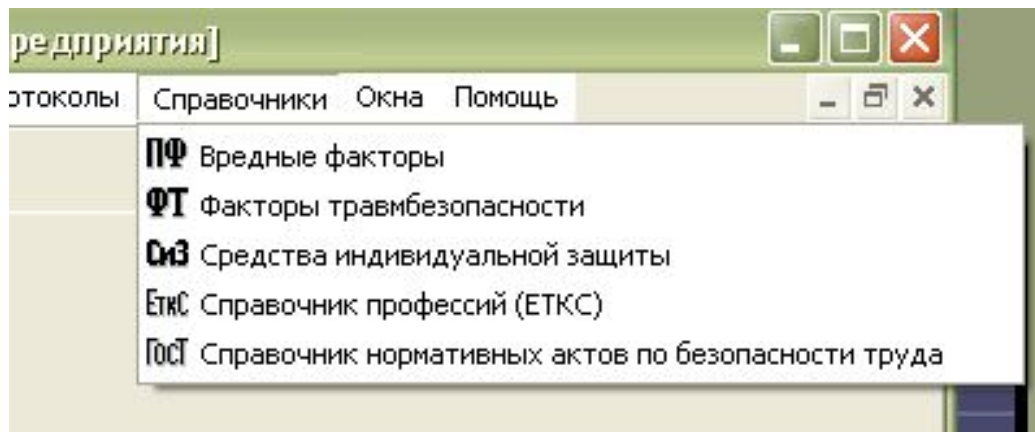 редприятия]
отоколы Справочники Окна Помощь
ПФ Вредные факторы
ФТ Факторы травмбезопасности
СиЗ Средства индивидуальной защиты
ЕткС Справочник профессий (ЕТКС)
ГосТ Справочник нормативных актов по безопасности труда